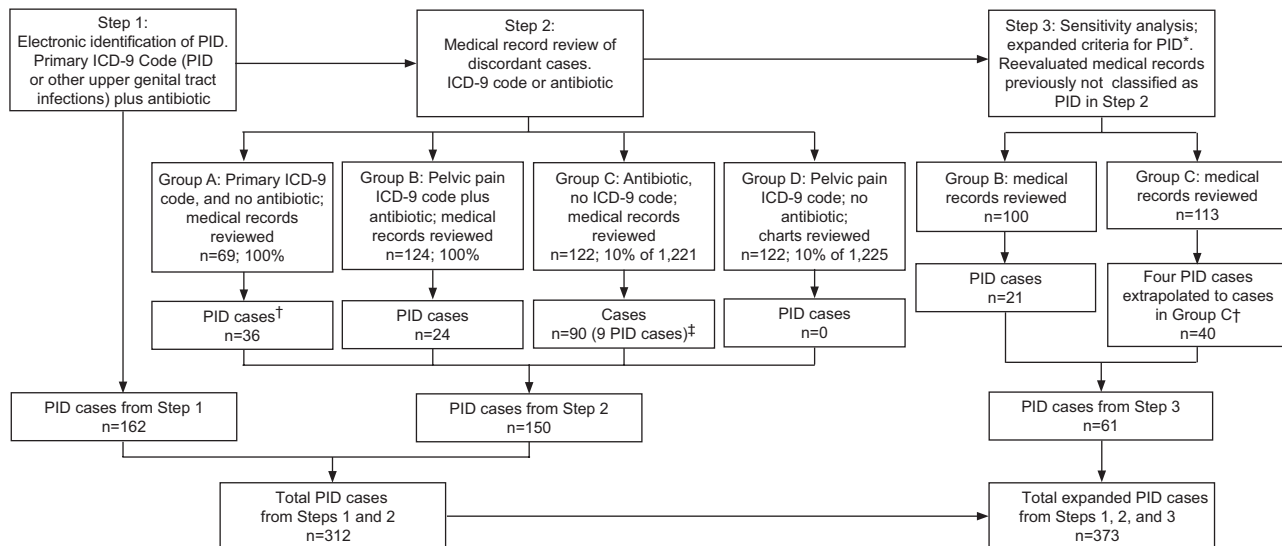 Step 1:
Electronic identification of PID.
Primary ICD-9 Code (PID
or other upper genital tract
infections) plus antibiotic
Step 2:
Medical record review of
discordant cases.
ICD-9 code or antibiotic
Step 3: Sensitivity analysis;
expanded criteria for PID*.
Reevaluated medical records
previously not classified as
PID in Step 2
Group A: Primary ICD-9
code, and no antibiotic;
medical records
reviewed
n=69; 100%
Group B: Pelvic pain
ICD-9 code plus
antibiotic; medical
records reviewed
n=124; 100%
Group C: Antibiotic,
no ICD-9 code;
medical records
reviewed
n=122; 10% of 1,221
Group D: Pelvic pain
ICD-9 code; no
antibiotic;
charts reviewed
n=122; 10% of 1,225
Group B: medical
records reviewed
n=100
Group C: medical
records reviewed
n=113
PID cases†
n=36
PID cases
n=24
Cases
n=90 (9 PID cases)‡
PID cases
n=0
PID cases
n=21
Four PID cases
extrapolated to cases
in Group C†
n=40
PID cases from Step 1
n=162
PID cases from Step 2
n=150
PID cases from Step 3
n=61
Total PID cases
from Steps 1 and 2
n=312
Total expanded PID cases
from Steps 1, 2, and 3
n=373